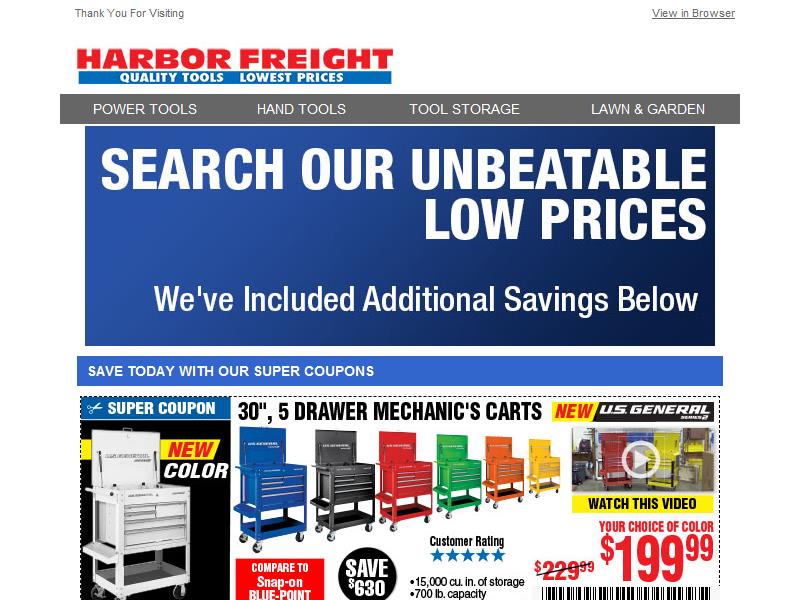 Thank You For Visiting
View in Browser
HARBOR FREIGHT
QUALITY TOOLS LOWEST PRICES
POWER TOOLS HAND TOOLS TOOL STORAGE LAWN & GARDEN
SEARCH OUR UNBEATABLE
LOW PRICES
We've Included Additional Savings Below
SAVE TODAY WITH OUR SUPER COUPONS
SUPER COUPON
30", 5 DRAWER MECHANIC'S CARTS
NEW U.S. GENERAL
SERIES 2
NEW
COLOR
WATCH THIS VIDEO
YOUR CHOICE OF COLOR
Customer Rating
$199 99
$229 99
COMPARE TO
Snap-on
BLUE-POINT
SAVE
$630
•15,000 cu. in. of storage
•700 lb. capacity